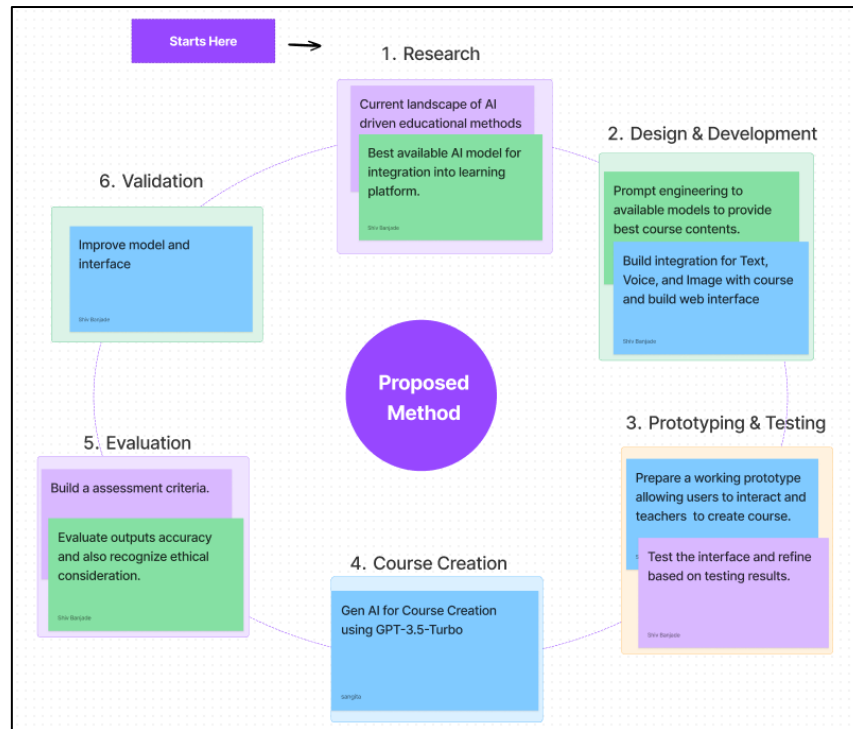 Starts Here
1. Research
Current landscape of AI
driven educational methods
Best available AI model for
integration into learning
platform.
Shiv Banjade
2. Design & Development
Prompt engineering to
available models to provide
best course contents.
Build integration for Text,
Voice, and Image with course
and build web interface
Shiv Banjade
3. Prototyping & Testing
Prepare a working prototype
allowing users to interact and
teachers to create course.
Test the interface and refine
based on testing results.
Shiv Banjade
4. Course Creation
Gen AI for Course Creation
using GPT-3.5-Turbo
sangita
5. Evaluation
Build a assessment criteria.
Evaluate outputs accuracy
and also recognize ethical
consideration.
Shiv Banjade
6. Validation
Improve model and
interface
Shiv Banjade
Proposed
Method